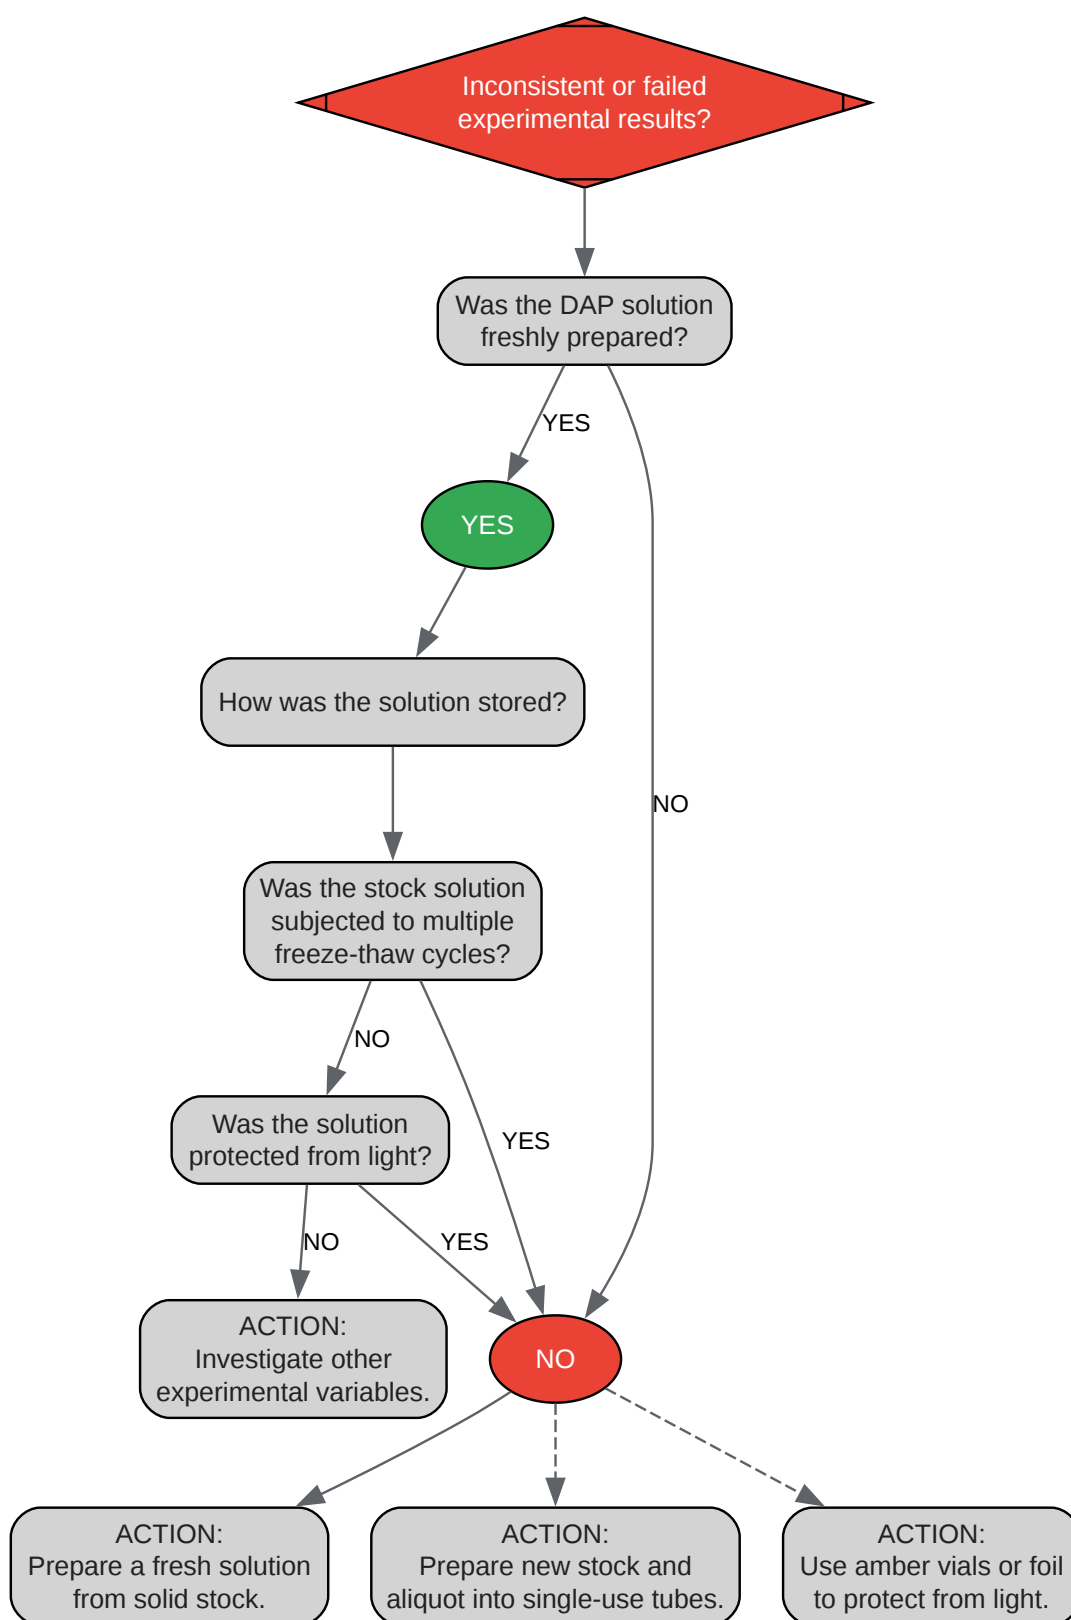 Inconsistent or failed
experimental results?
Was the DAP solution
freshly prepared?
YES
YES
How was the solution stored?
NO
Was the stock solution
subjected to multiple
freeze-thaw cycles?
NO
Was the solution
protected from light?
YES
NO
YES
ACTION:
Investigate other
experimental variables.
NO
ACTION:
Prepare a fresh solution
from solid stock.
ACTION:
Prepare new stock and
aliquot into single-use tubes.
ACTION:
Use amber vials or foil
to protect from light.